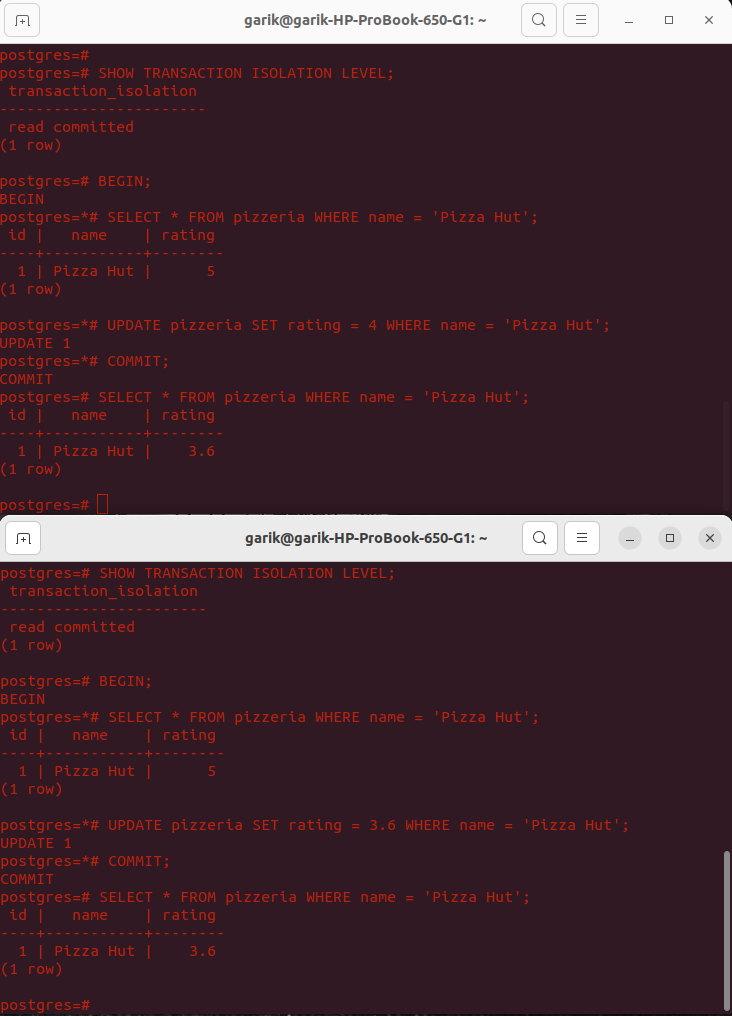 garik@garik-HP-ProBook-650-G1: ~
postgres=#
postgres=# SHOW TRANSACTION ISOLATION LEVEL;
 transaction_isolation
-----------------------
 read committed
(1 row)

postgres=# BEGIN;
BEGIN
postgres=*# SELECT * FROM pizzeria WHERE name = 'Pizza Hut';
 id |   name    | rating
----+-----------+--------
  1 | Pizza Hut |      5
(1 row)

postgres=*# UPDATE pizzeria SET rating = 4 WHERE name = 'Pizza Hut';
UPDATE 1
postgres=*# COMMIT;
COMMIT
postgres=# SELECT * FROM pizzeria WHERE name = 'Pizza Hut';
 id |   name    | rating
----+-----------+--------
  1 | Pizza Hut |    3.6
(1 row)

postgres=#
garik@garik-HP-ProBook-650-G1: ~
postgres=# SHOW TRANSACTION ISOLATION LEVEL;
 transaction_isolation
-----------------------
 read committed
(1 row)

postgres=# BEGIN;
BEGIN
postgres=*# SELECT * FROM pizzeria WHERE name = 'Pizza Hut';
 id |   name    | rating
----+-----------+--------
  1 | Pizza Hut |      5
(1 row)

postgres=*# UPDATE pizzeria SET rating = 3.6 WHERE name = 'Pizza Hut';
UPDATE 1
postgres=*# COMMIT;
COMMIT
postgres=# SELECT * FROM pizzeria WHERE name = 'Pizza Hut';
 id |   name    | rating
----+-----------+--------
  1 | Pizza Hut |    3.6
(1 row)

postgres=#